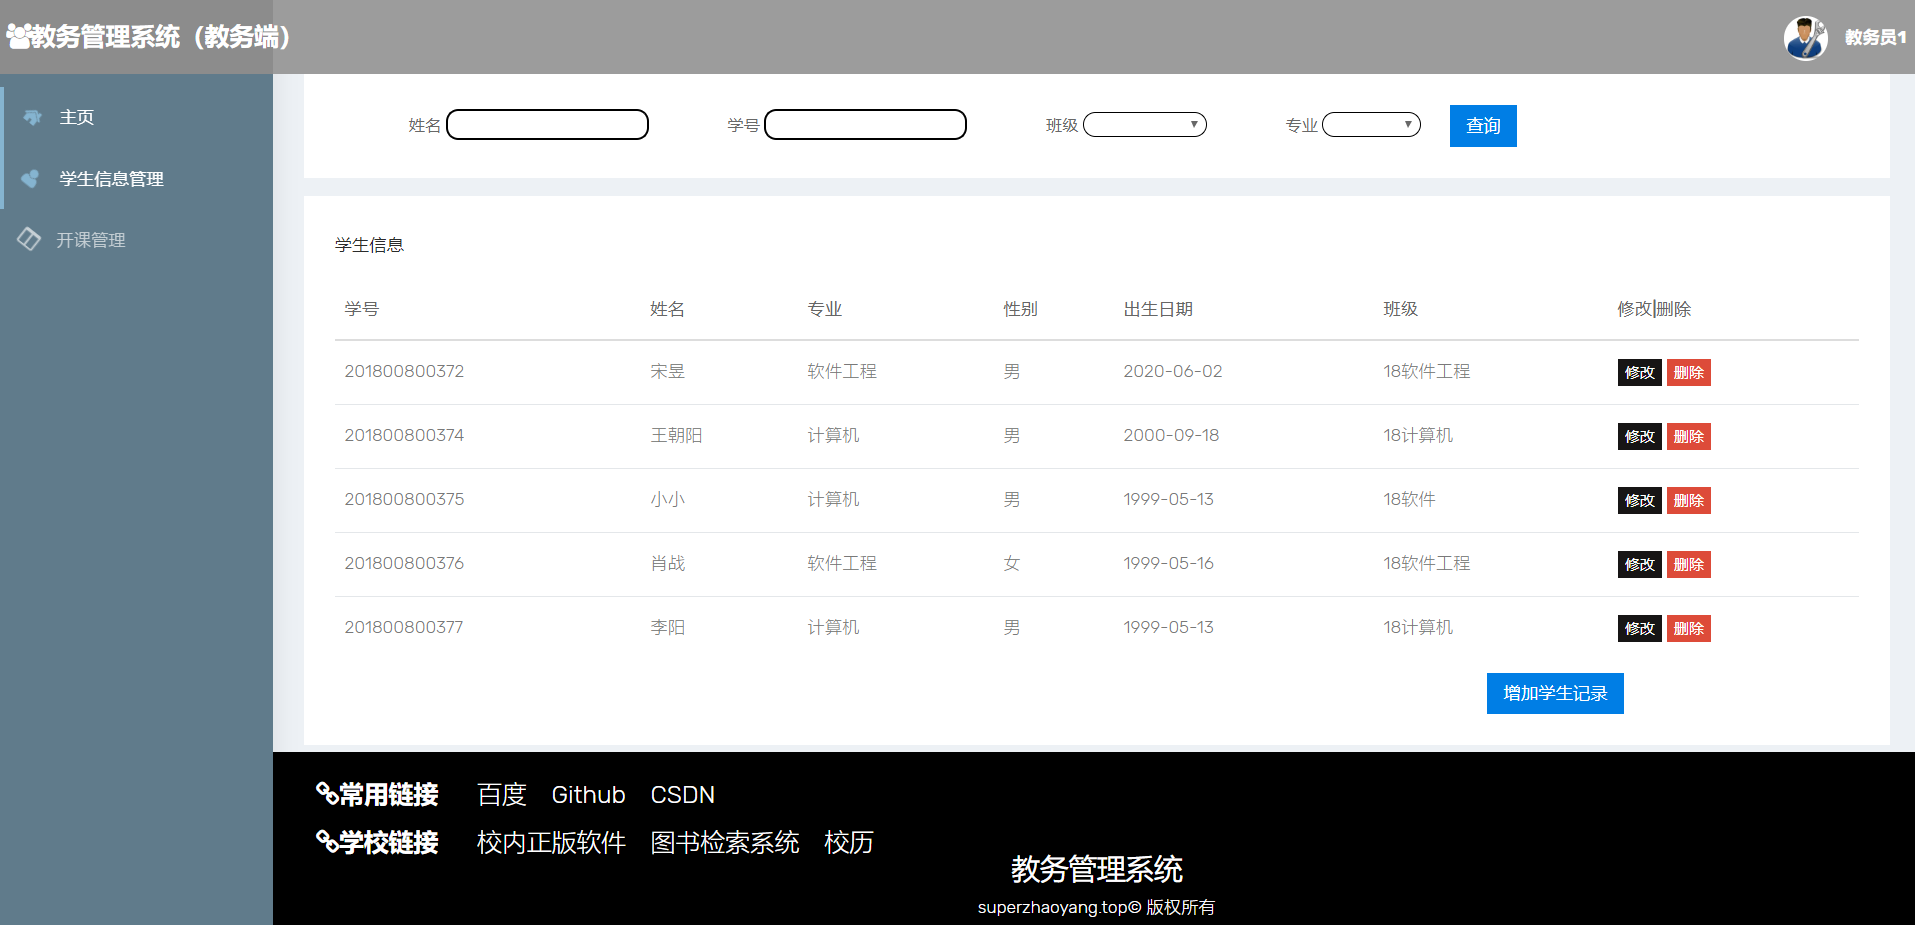 教务管理系统（教务端）
教务员1
主页
学生信息管理
开课管理
姓名 学号 班级 专业 查询
学生信息
学号 姓名 专业 性别 出生日期 班级 修改|删除
201800800372 宋昱 软件工程 男 2020-06-02 18软件工程 修改 删除
201800800374 王朝阳 计算机 男 2000-09-18 18计算机 修改 删除
201800800375 小小 计算机 男 1999-05-13 18软件 修改 删除
201800800376 肖战 软件工程 女 1999-05-16 18软件工程 修改 删除
201800800377 李阳 计算机 男 1999-05-13 18计算机 修改 删除
增加学生记录
常用链接 百度 Github CSDN
学校链接 校内正版软件 图书检索系统 校历
教务管理系统
superzhaoyang.top© 版权所有